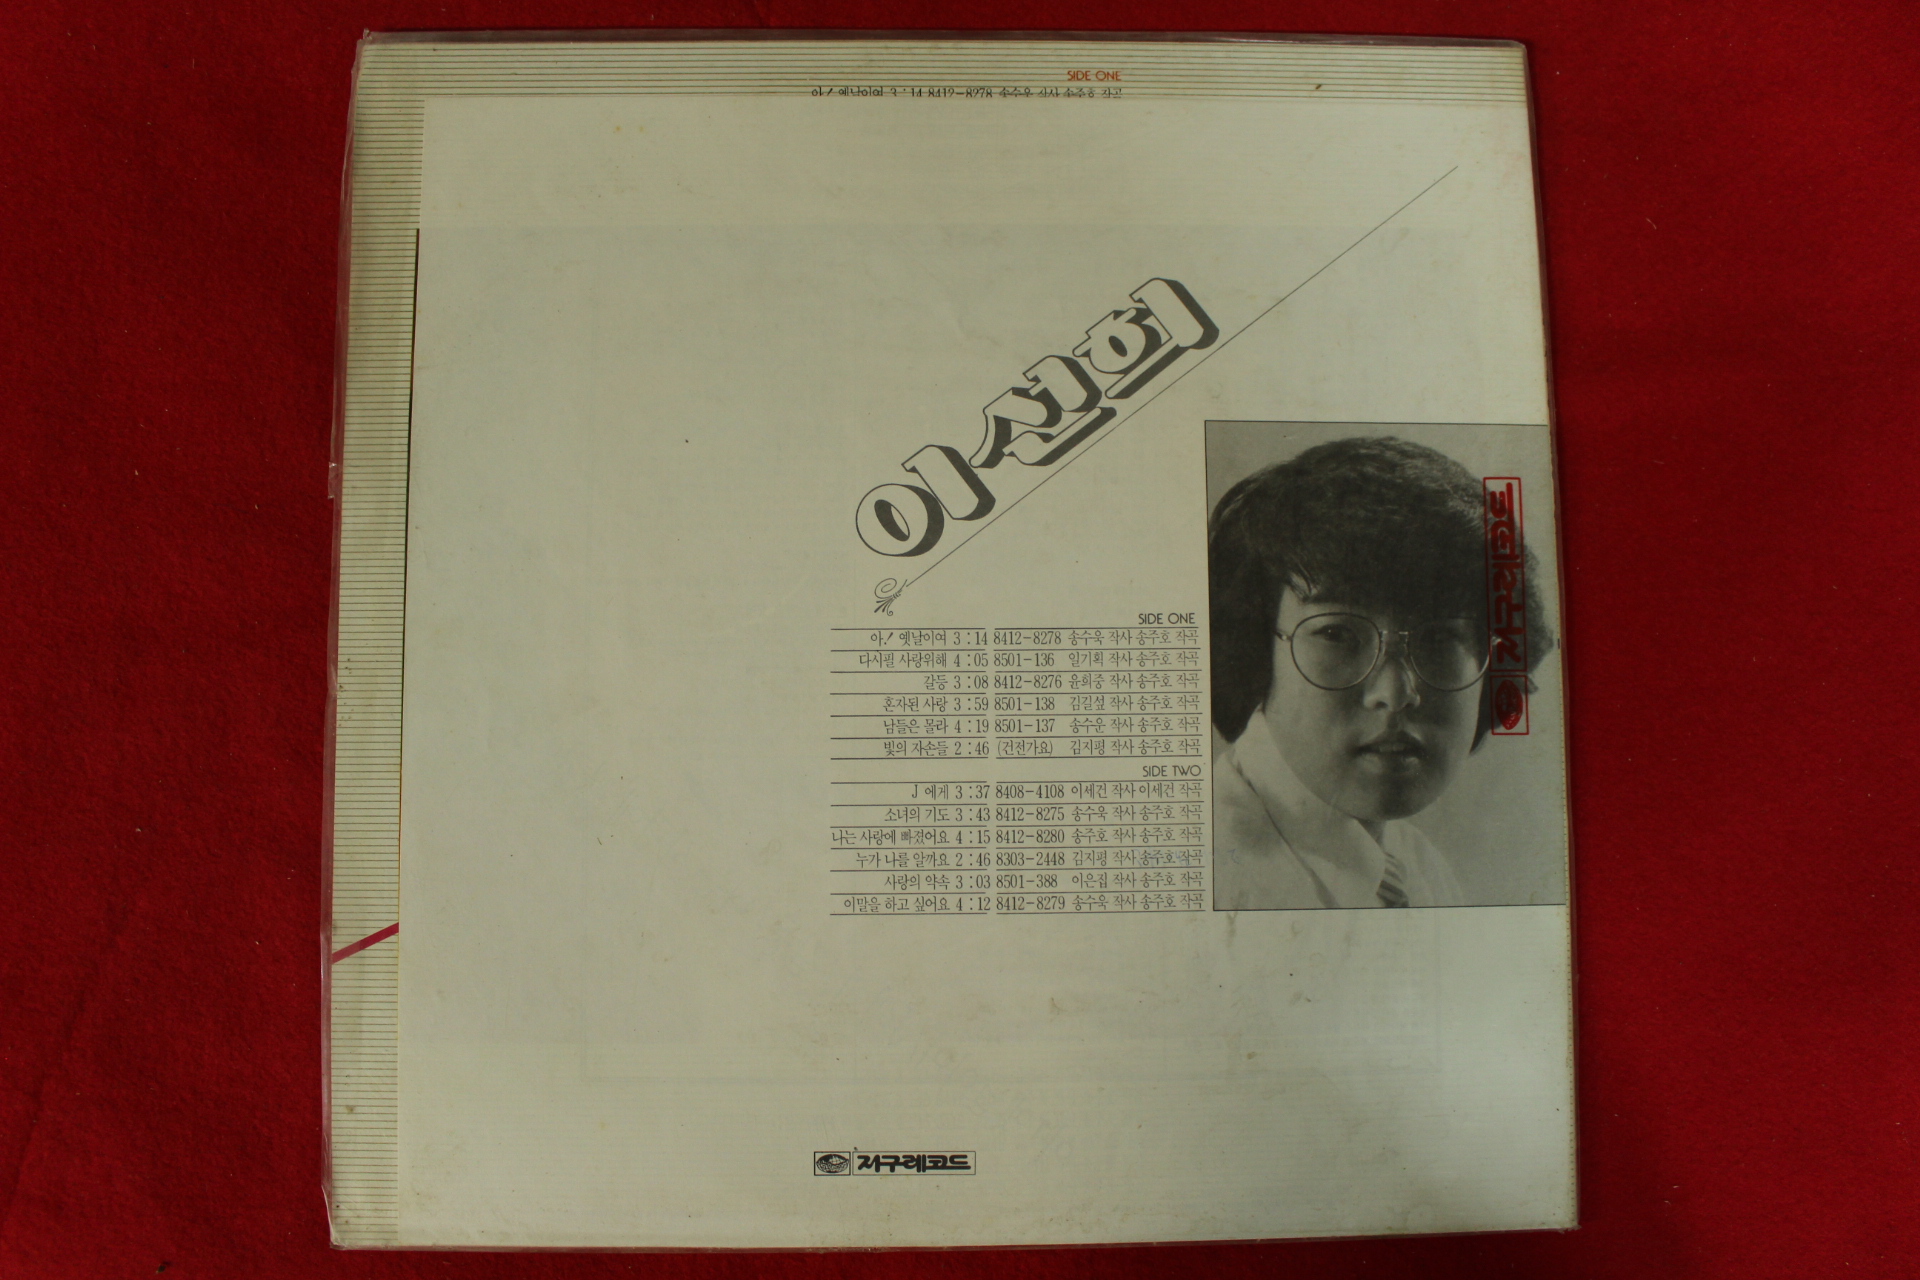 SIDE ONE
아! 옛날이여 3:14 8412-8278 송수욱 작사 송주호 작곡
이선희
SIDE ONE
아! 옛날이여 3:14 8412-8278 송수욱 작사 송주호 작곡
다시필 사랑위해 4:05 8501-136 일기획 작사 송주호 작곡
갈등 3:08 8412-8276 윤희중 작사 송주호 작곡
혼자된 사랑 3:59 8501-138 김길섶 작사 송주호 작곡
남들은 몰라 4:19 8501-137 송수운 작사 송주호 작곡
빛의 자손들 2:46 (건전가요) 김지평 작사 송주호 작곡
SIDE TWO
J 에게 3:37 8408-4108 이세건 작사 이세건 작곡
소녀의 기도 3:43 8412-8275 송수욱 작사 송주호 작곡
나는 사랑에 빠졌어요 4:15 8412-8280 송주호 작사 송주호 작곡
누가 나를 알까요 2:46 8303-2448 김지평 작사 송주호 작곡
사랑의 약속 3:03 8501-388 이은집 작사 송주호 작곡
이말을 하고 싶어요 4:12 8412-8279 송수욱 작사 송주호 작곡
지구레코드
지구레코드